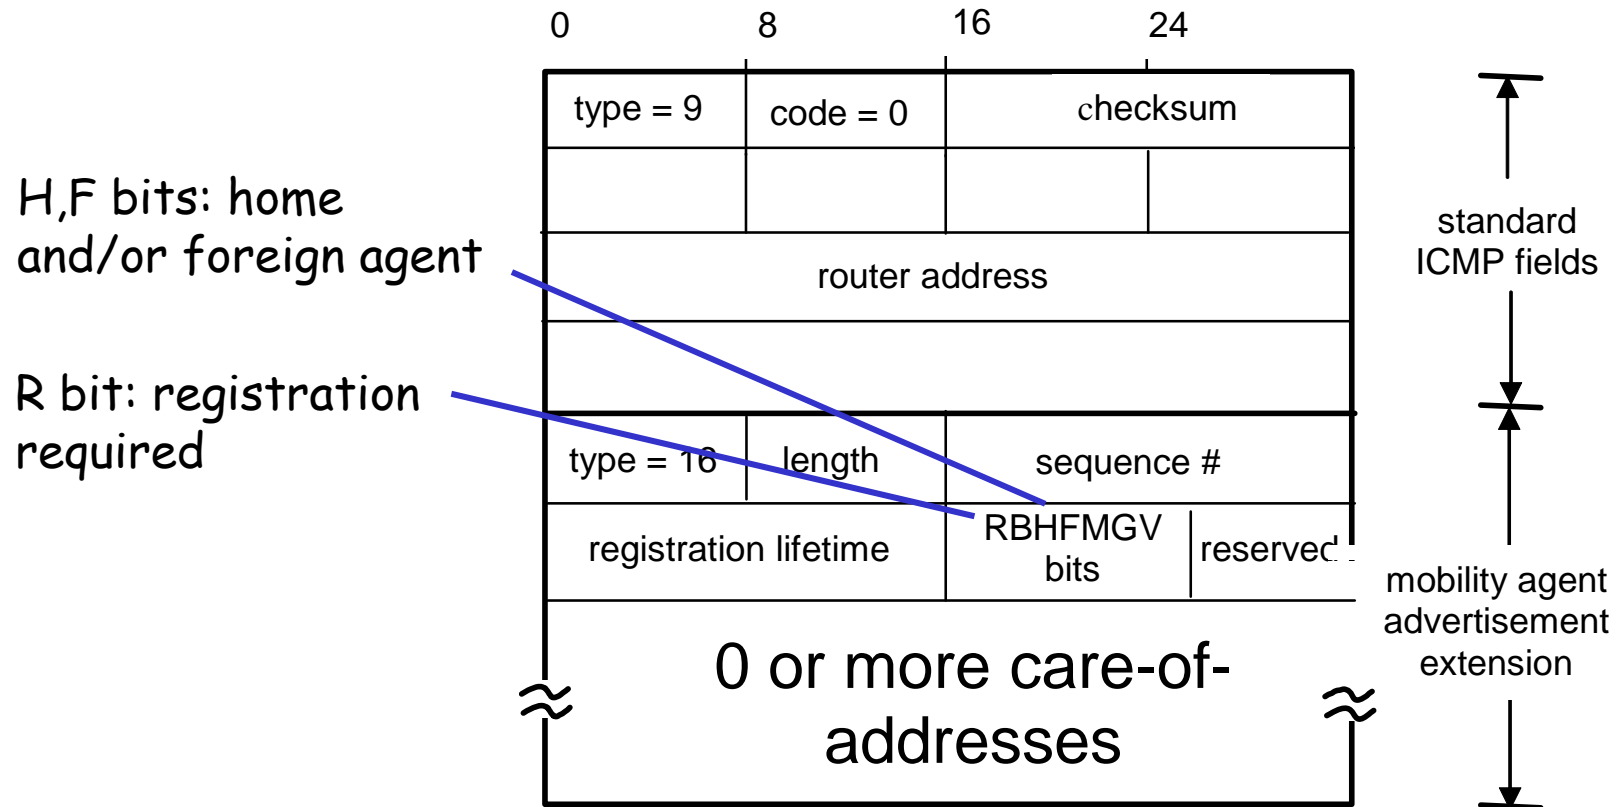 0 8 16 24
type = 9 code = 0 checksum
H,F bits: home
and/or foreign agent
standard
ICMP fields
router address
R bit: registration
required
type = 16 length sequence #
registration lifetime RBHFMGV
bits reserved
mobility agent
advertisement
extension
0 or more care-of-
addresses